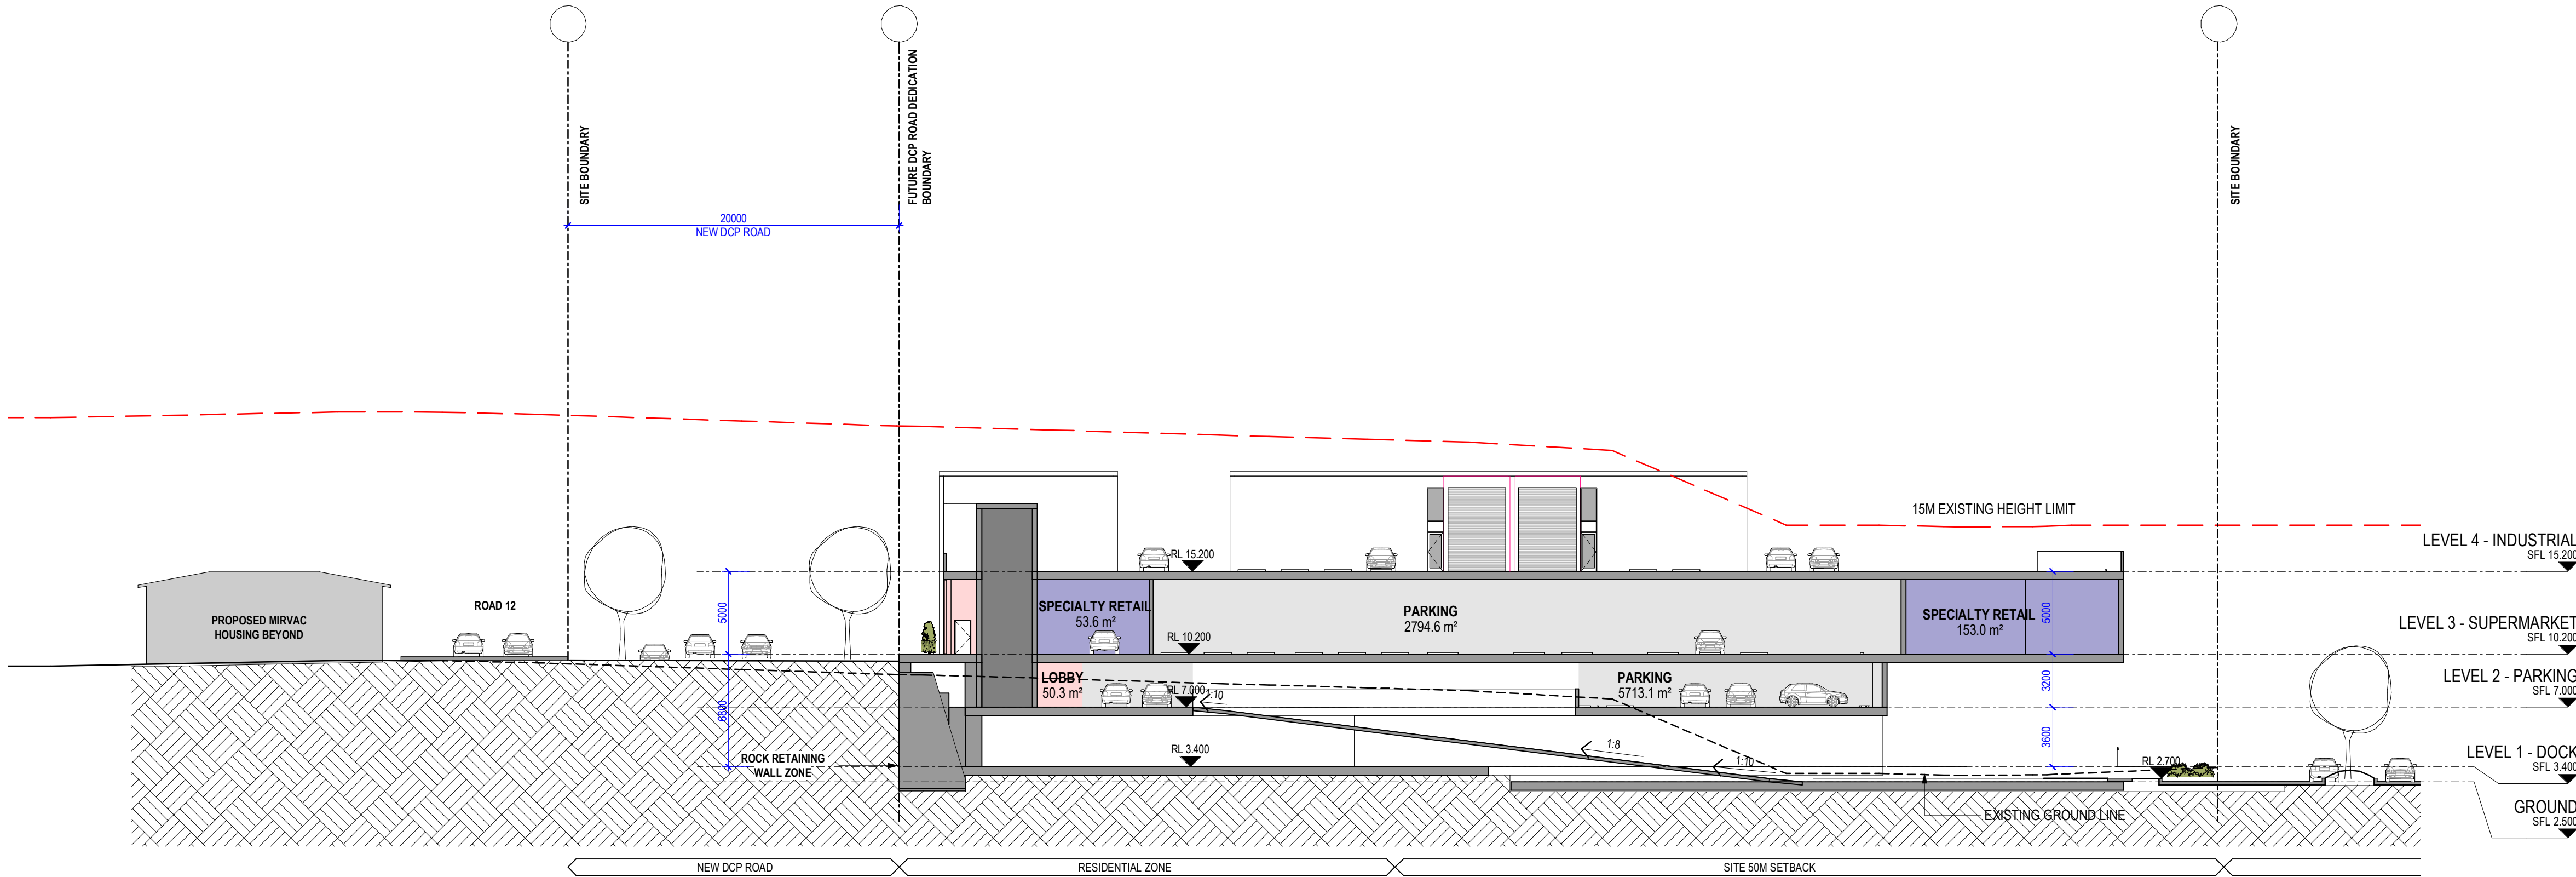 SITE BOUNDARY
FUTURE DCP ROAD DEDICATION
BOUNDARY
SITE BOUNDARY
20000
NEW DCP ROAD
15M EXISTING HEIGHT LIMIT
LEVEL 4 - INDUSTRIAL
SFL 15.200
RL 15.200
PROPOSED MIRVAC
HOUSING BEYOND
ROAD 12
5000
SPECIALTY RETAIL
53.6 m²
PARKING
2794.6 m²
SPECIALTY RETAIL
153.0 m²
5000
LEVEL 3 - SUPERMARKET
SFL 10.200
RL 10.200
LOBBY
50.3 m²
RL 7.000
1:10
PARKING
5713.1 m²
3200
LEVEL 2 - PARKING
SFL 7.000
6800
ROCK RETAINING
WALL ZONE
RL 3.400
1:8
1:10
3600
RL 2.700
LEVEL 1 - DOCK
SFL 3.400
EXISTING GROUND LINE
GROUND
SFL 2.500
NEW DCP ROAD
RESIDENTIAL ZONE
SITE 50M SETBACK